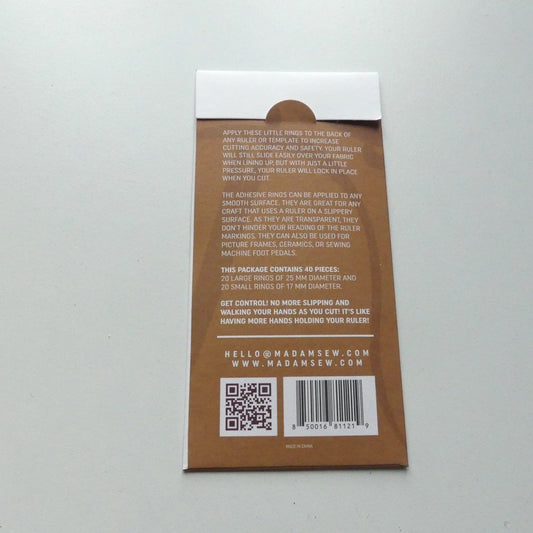 APPLY THESE LITTLE RINGS TO THE BACK OF
ANY RULER OR TEMPLATE TO INCREASE
CUTTING ACCURACY AND SAFETY. YOUR RULER
WILL STILL SLIDE EASILY OVER YOUR FABRIC
WHEN LINING UP, BUT WITH JUST A LITTLE
PRESSURE, YOUR RULER WILL LOCK IN PLACE
WHEN YOU CUT.
THE ADHESIVE RINGS CAN BE APPLIED TO ANY
SMOOTH SURFACE. THEY ARE GREAT FOR ANY
CRAFT THAT USES A RULER ON A SLIPPERY
SURFACE. AS THEY ARE TRANSPARENT, THEY
DON'T HINDER YOUR READING OF THE RULER
MARKINGS. THEY CAN ALSO BE USED FOR
PICTURE FRAMES, CERAMICS, OR SEWING
MACHINE FOOT PEDALS.
THIS PACKAGE CONTAINS 40 PIECES:
20 LARGE RINGS OF 25 MM DIAMETER AND
20 SMALL RINGS OF 17 MM DIAMETER.
GET CONTROL! NO MORE SLIPPING AND
WALKING YOUR HANDS AS YOU CUT! IT'S LIKE
HAVING MORE HANDS HOLDING YOUR RULER!
HELLO@MADAMSEW.COM
WWW.MADAMSEW.COM
8 50016 81121 9
MADE IN CHINA